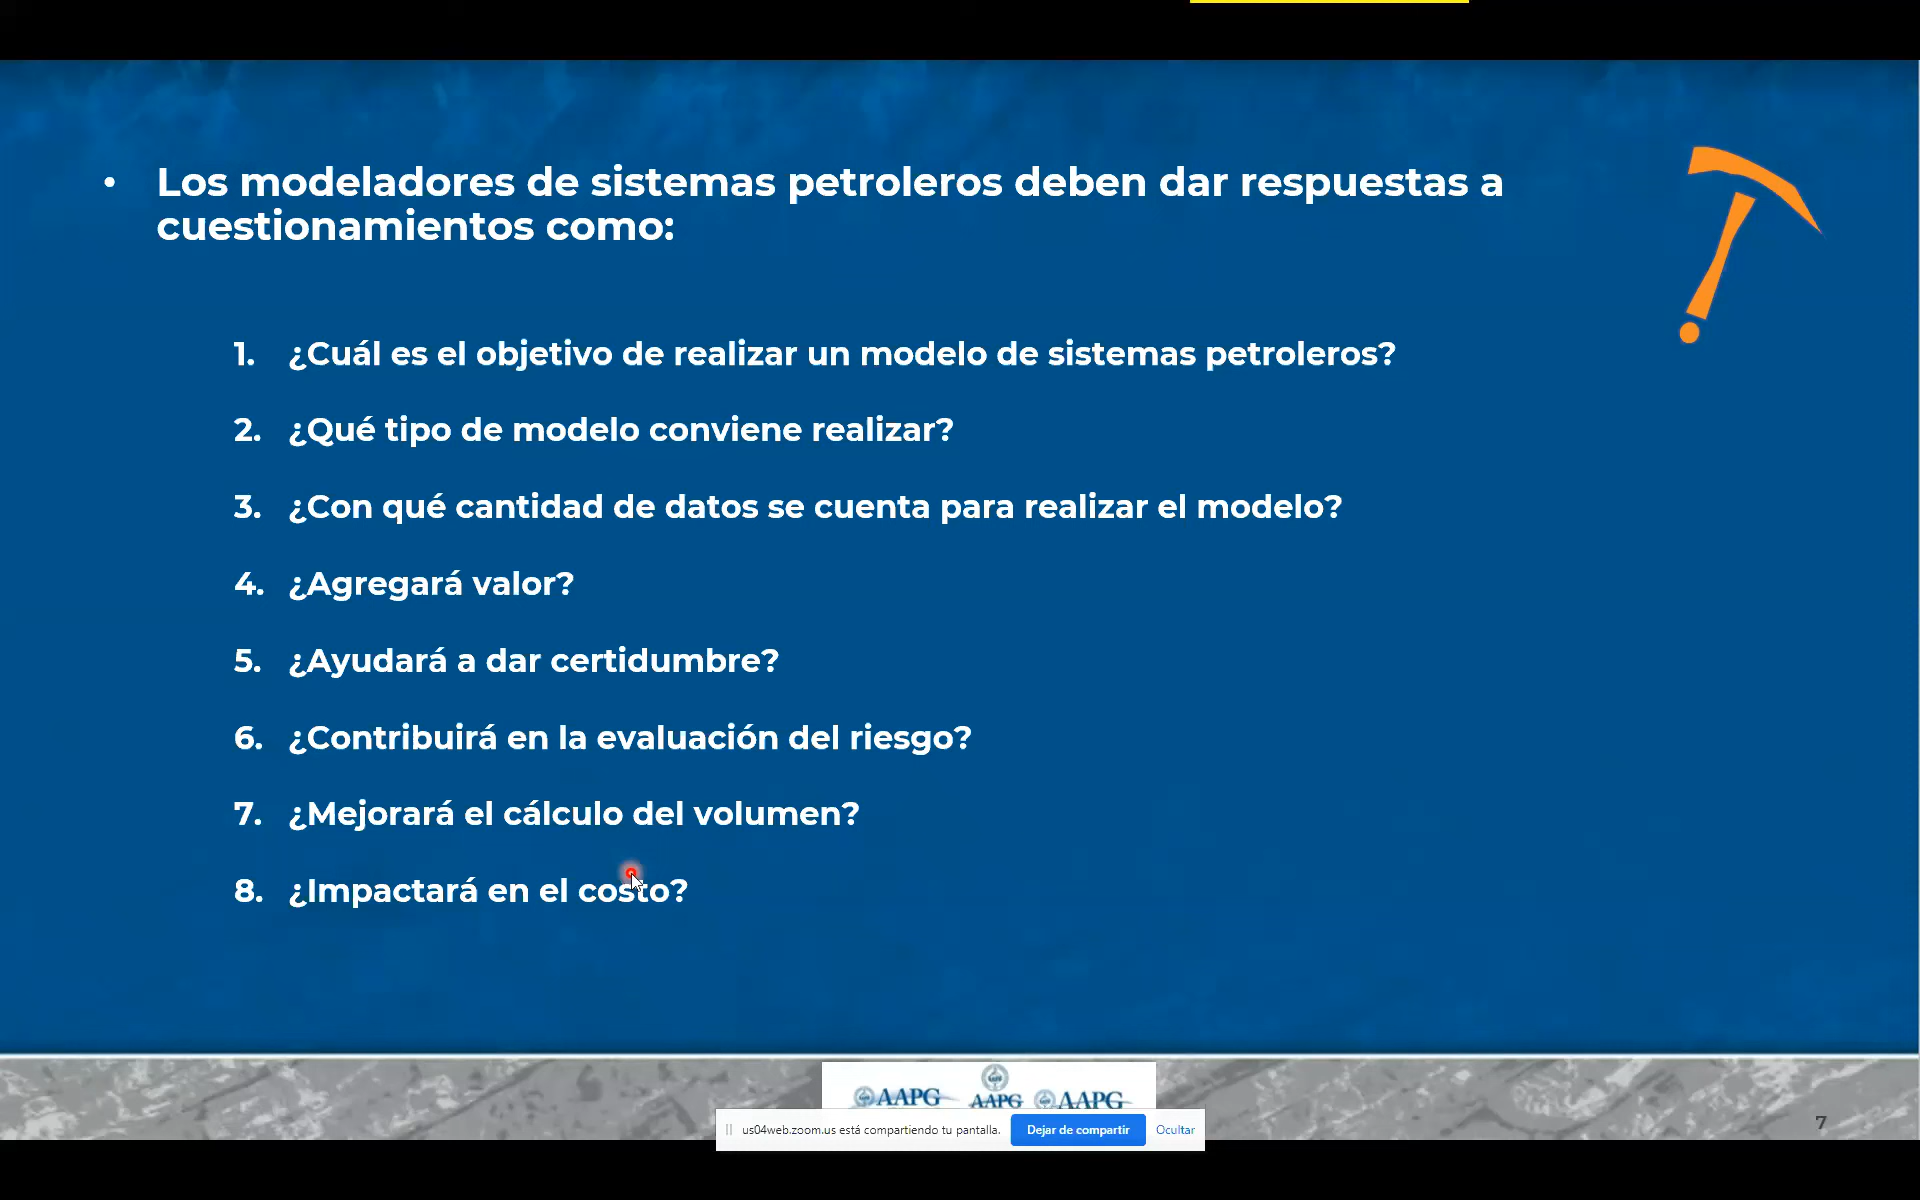 • Los modeladores de sistemas petroleros deben dar respuestas a
cuestionamientos como:
1. ¿Cuál es el objetivo de realizar un modelo de sistemas petroleros?
2. ¿Qué tipo de modelo conviene realizar?
3. ¿Con qué cantidad de datos se cuenta para realizar el modelo?
4. ¿Agregará valor?
5. ¿Ayudará a dar certidumbre?
6. ¿Contribuirá en la evaluación del riesgo?
7. ¿Mejorará el cálculo del volumen?
8. ¿Impactará en el costo?
AAPG AAPG AAPG
us04web.zoom.us está compartiendo tu pantalla. Dejar de compartir Ocultar
7